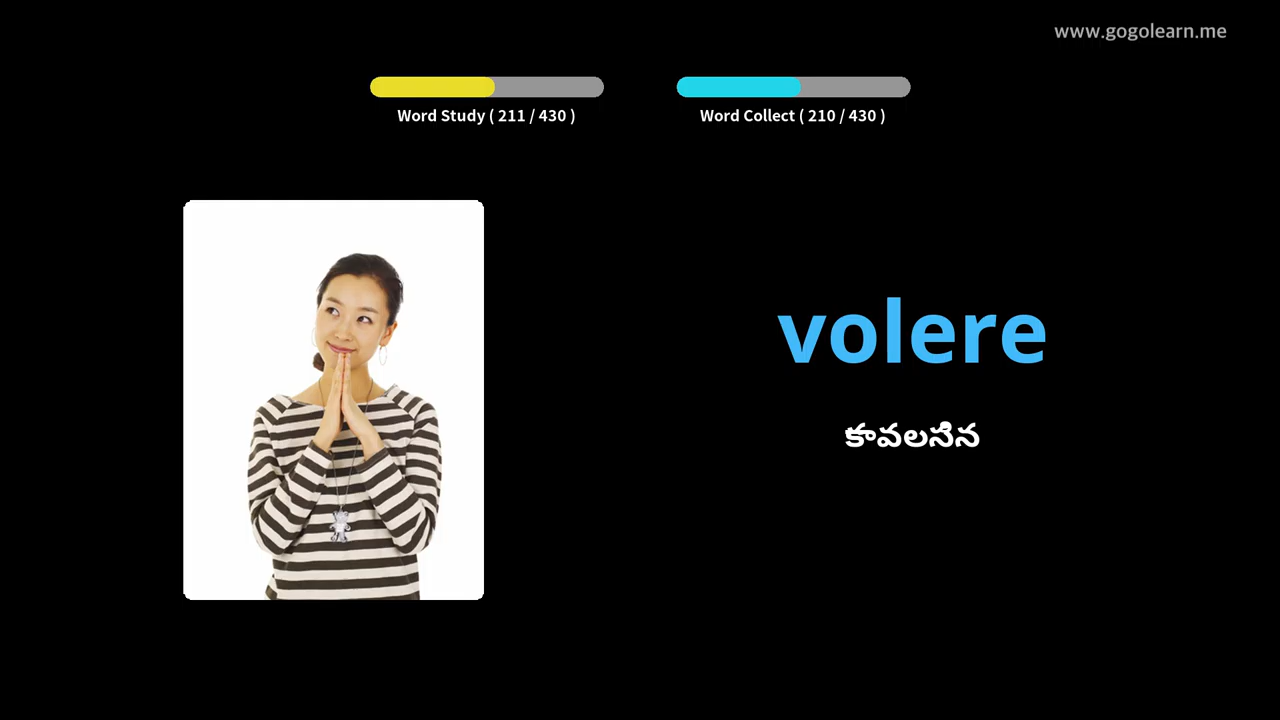 www.gogolearn.me
Word Study ( 211 / 430 )
Word Collect ( 210 / 430 )
volere
కావలసిన